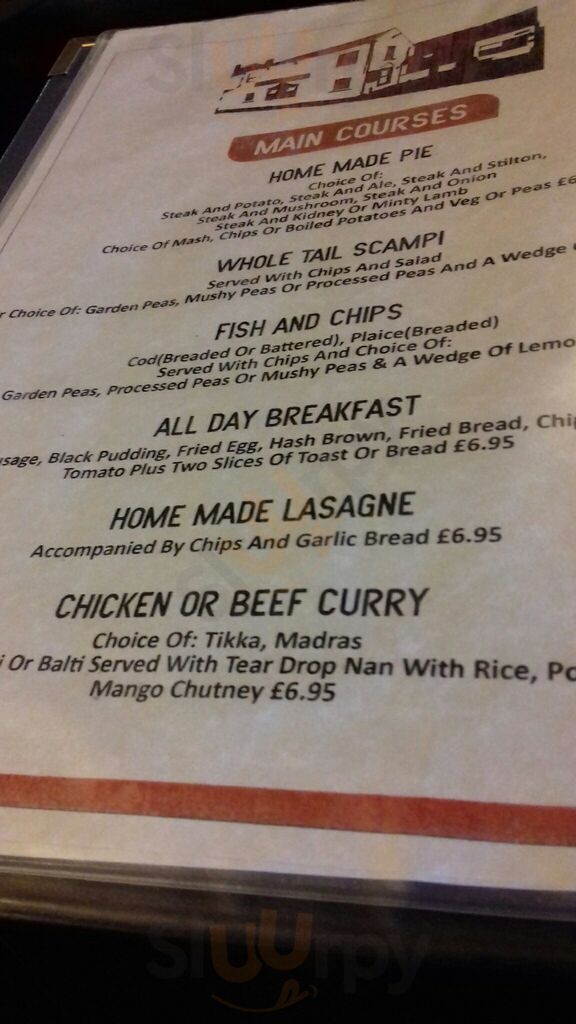 MAIN COURSES
HOME MADE PIE
Choice Of:
Steak And Potato, Steak And Ale, Steak And Stilton,
Steak And Mushroom, Steak And Onion
Steak And Kidney Or Minty Lamb
Choice Of Mash, Chips Or Boiled Potatoes And Veg Or Peas £6
WHOLE TAIL SCAMPI
Served With Chips And Salad
r Choice Of: Garden Peas, Mushy Peas Or Processed Peas And A Wedge
FISH AND CHIPS
Cod(Breaded Or Battered), Plaice(Breaded)
Served With Chips And Choice Of:
Garden Peas, Processed Peas Or Mushy Peas & A Wedge Of Lemo
ALL DAY BREAKFAST
usage, Black Pudding, Fried Egg, Hash Brown, Fried Bread, Chi
Tomato Plus Two Slices Of Toast Or Bread £6.95
HOME MADE LASAGNE
Accompanied By Chips And Garlic Bread £6.95
CHICKEN OR BEEF CURRY
Choice Of: Tikka, Madras
i Or Balti Served With Tear Drop Nan With Rice, Po
Mango Chutney £6.95
sluurpy